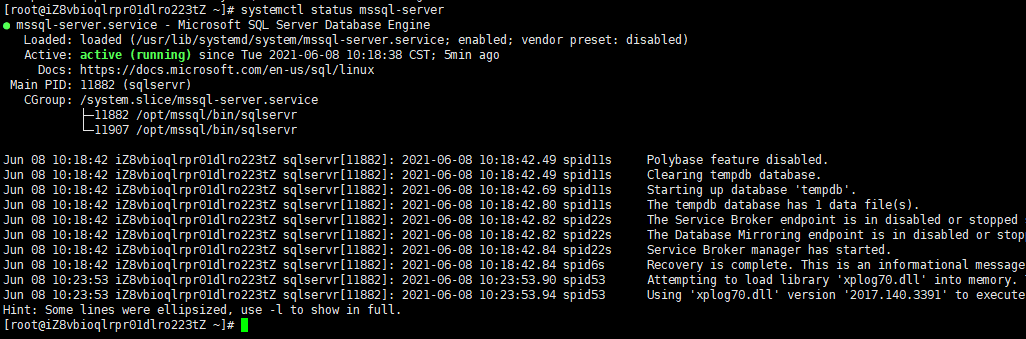 [root@iZ8vbioqlrpr01dlro223tZ ~]# systemctl status mssql-server
● mssql-server.service - Microsoft SQL Server Database Engine
   Loaded: loaded (/usr/lib/systemd/system/mssql-server.service; enabled; vendor preset: disabled)
   Active: active (running) since Tue 2021-06-08 10:18:38 CST; 5min ago
     Docs: https://docs.microsoft.com/en-us/sql/linux
 Main PID: 11882 (sqlservr)
   CGroup: /system.slice/mssql-server.service
           ├─11882 /opt/mssql/bin/sqlservr
           └─11907 /opt/mssql/bin/sqlservr

Jun 08 10:18:42 iZ8vbioqlrpr01dlro223tZ sqlservr[11882]: 2021-06-08 10:18:42.49 spid11s     Polybase feature disabled.
Jun 08 10:18:42 iZ8vbioqlrpr01dlro223tZ sqlservr[11882]: 2021-06-08 10:18:42.49 spid11s     Clearing tempdb database.
Jun 08 10:18:42 iZ8vbioqlrpr01dlro223tZ sqlservr[11882]: 2021-06-08 10:18:42.69 spid11s     Starting up database 'tempdb'.
Jun 08 10:18:42 iZ8vbioqlrpr01dlro223tZ sqlservr[11882]: 2021-06-08 10:18:42.80 spid11s     The tempdb database has 1 data file(s).
Jun 08 10:18:42 iZ8vbioqlrpr01dlro223tZ sqlservr[11882]: 2021-06-08 10:18:42.82 spid22s     The Service Broker endpoint is in disabled or stopped
Jun 08 10:18:42 iZ8vbioqlrpr01dlro223tZ sqlservr[11882]: 2021-06-08 10:18:42.82 spid22s     The Database Mirroring endpoint is in disabled or stop
Jun 08 10:18:42 iZ8vbioqlrpr01dlro223tZ sqlservr[11882]: 2021-06-08 10:18:42.84 spid22s     Service Broker manager has started.
Jun 08 10:18:42 iZ8vbioqlrpr01dlro223tZ sqlservr[11882]: 2021-06-08 10:18:42.84 spid6s      Recovery is complete. This is an informational message
Jun 08 10:23:53 iZ8vbioqlrpr01dlro223tZ sqlservr[11882]: 2021-06-08 10:23:53.90 spid53      Attempting to load library 'xplog70.dll' into memory.
Jun 08 10:23:53 iZ8vbioqlrpr01dlro223tZ sqlservr[11882]: 2021-06-08 10:23:53.94 spid53      Using 'xplog70.dll' version '2017.140.3391' to execute
Hint: Some lines were ellipsized, use -l to show in full.
[root@iZ8vbioqlrpr01dlro223tZ ~]#